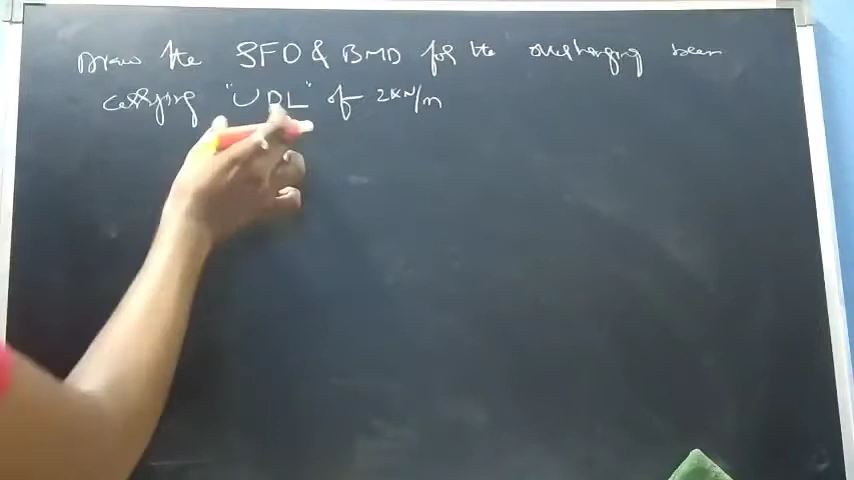 Draw the SFD & BMD for the overhanging beam
carrying "UDL" of 2KN/m